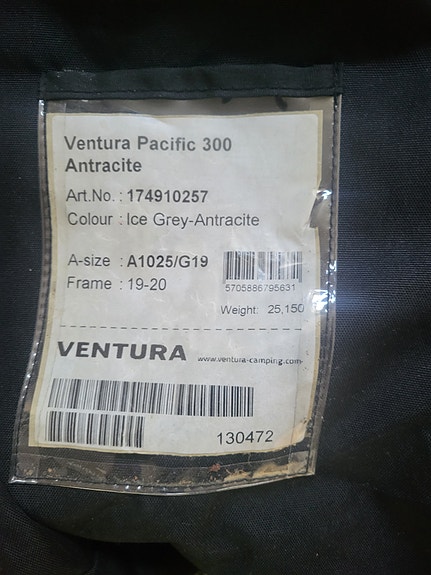 Ventura Pacific 300
Antracite
Art.No. : 174910257
Colour : Ice Grey-Antracite
A-size : A1025/G19
5705886795631
Frame : 19-20
Weight: 25,150
VENTURA www.ventura-camping.com
130472